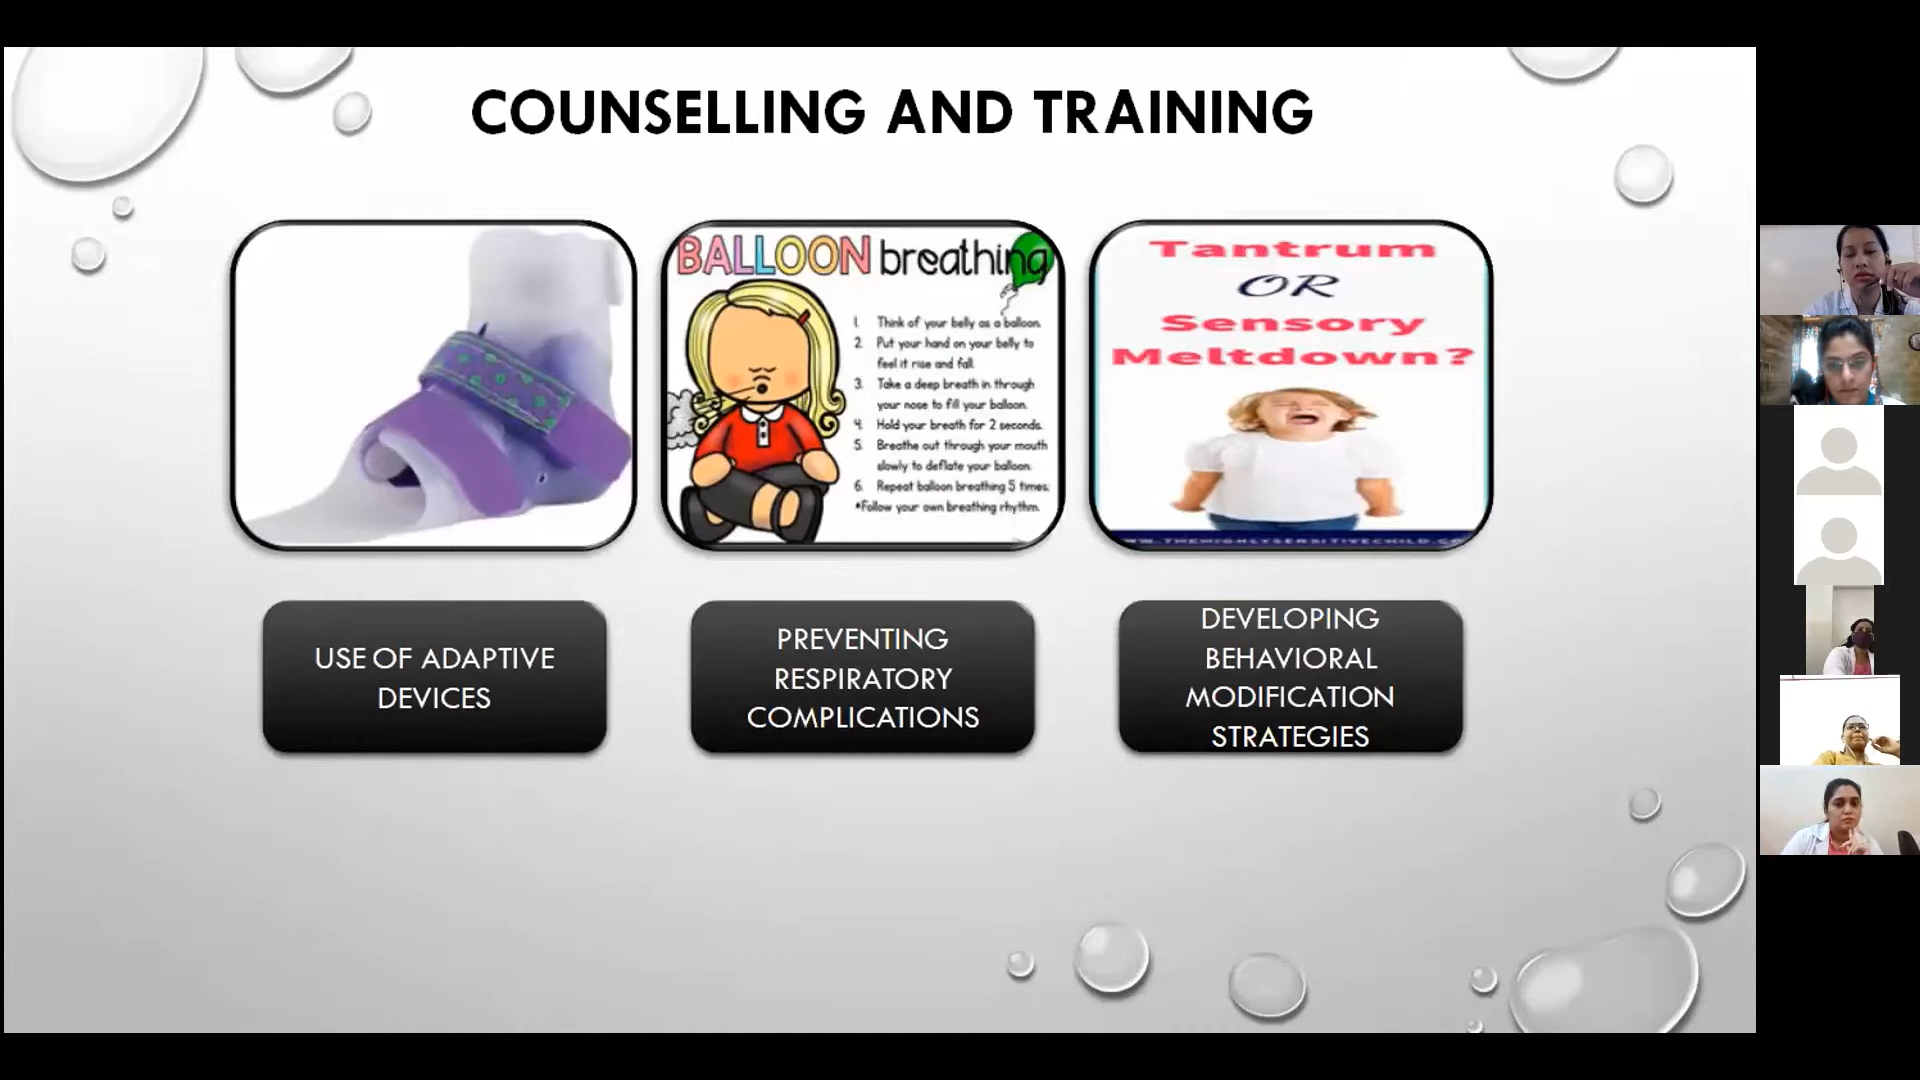 COUNSELLING AND TRAINING
BALLOON breathing
1. Think of your belly as a balloon.
2. Put your hand on your belly to
feel it rise and fall.
3. Take a deep breath in through
your nose to fill your balloon.
4. Hold your breath for 2 seconds.
5. Breathe out through your mouth
slowly to deflate your balloon.
6. Repeat balloon breathing 5 times.
*Follow your own breathing rhythm.
Tantrum
OR
Sensory
Meltdown?
W.THEHIGHLYSENSITIVECHILD.CO
USE OF ADAPTIVE
DEVICES
PREVENTING
RESPIRATORY
COMPLICATIONS
DEVELOPING
BEHAVIORAL
MODIFICATION
STRATEGIES